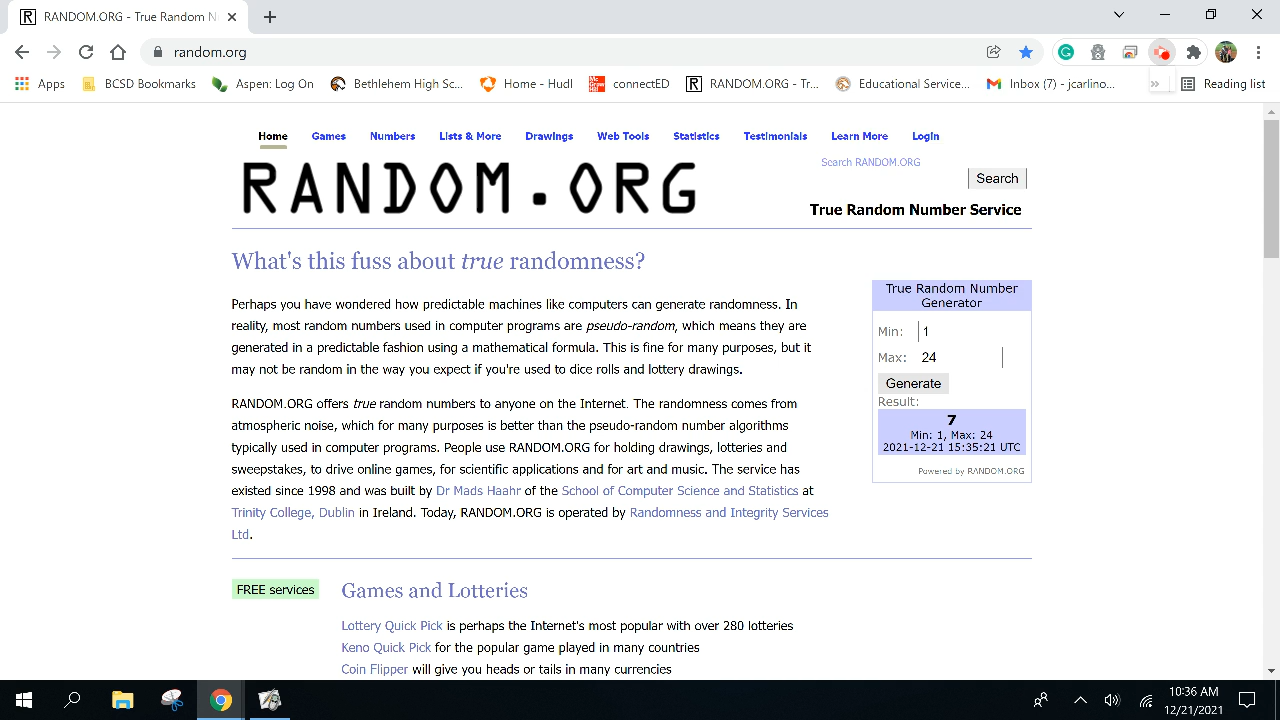 RANDOM.ORG - True Random N
random.org
Apps
BCSD Bookmarks
Aspen: Log On
Bethlehem High Sc...
Home - Hudl
connectED
RANDOM.ORG - Tr...
Educational Service...
Inbox (7) - jcarlino...
Reading list
Home
Games
Numbers
Lists & More
Drawings
Web Tools
Statistics
Testimonials
Learn More
Login
RANDOM.ORG
Search RANDOM.ORG
Search
True Random Number Service
What's this fuss about true randomness?
Perhaps you have wondered how predictable machines like computers can generate randomness. In
reality, most random numbers used in computer programs are pseudo-random, which means they are
generated in a predictable fashion using a mathematical formula. This is fine for many purposes, but it
may not be random in the way you expect if you're used to dice rolls and lottery drawings.
RANDOM.ORG offers true random numbers to anyone on the Internet. The randomness comes from
atmospheric noise, which for many purposes is better than the pseudo-random number algorithms
typically used in computer programs. People use RANDOM.ORG for holding drawings, lotteries and
sweepstakes, to drive online games, for scientific applications and for art and music. The service has
existed since 1998 and was built by Dr Mads Haahr of the School of Computer Science and Statistics at
Trinity College, Dublin in Ireland. Today, RANDOM.ORG is operated by Randomness and Integrity Services
Ltd.
True Random Number
Generator
Min: 1
Max: 24
Generate
Result:
7
Min: 1, Max: 24
2021-12-21 15:35:21 UTC
Powered by RANDOM.ORG
FREE services
Games and Lotteries
Lottery Quick Pick is perhaps the Internet's most popular with over 280 lotteries
Keno Quick Pick for the popular game played in many countries
Coin Flipper will give you heads or tails in many currencies
10:36 AM
12/21/2021